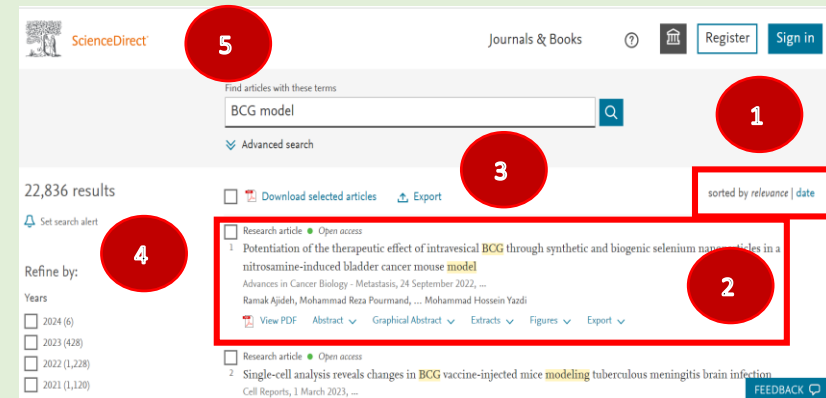 ScienceDirect
5
Journals & Books
?
Register
Sign in
Find articles with these terms
BCG model
1
Advanced search
3
22,836 results
Download selected articles
Export
sorted by relevance | date
Set search alert
4
Research article Open access
1 Potentiation of the therapeutic effect of intravesical BCG through synthetic and biogenic selenium nanoparticles in a
nitrosamine-induced bladder cancer mouse model
Refine by:
Advances in Cancer Biology - Metastasis, 24 September 2022, ...
2
Years
Ramak Ajideh, Mohammad Reza Pourmand, ... Mohammad Hossein Yazdi
2024 (6)
View PDF Abstract Graphical Abstract Extracts Figures Export
2023 (428)
2022 (1,228)
Research article Open access
2021 (1,120)
2 Single-cell analysis reveals changes in BCG vaccine-injected mice modeling tuberculous meningitis brain infection
Cell Reports, 1 March 2023, ...
FEEDBACK